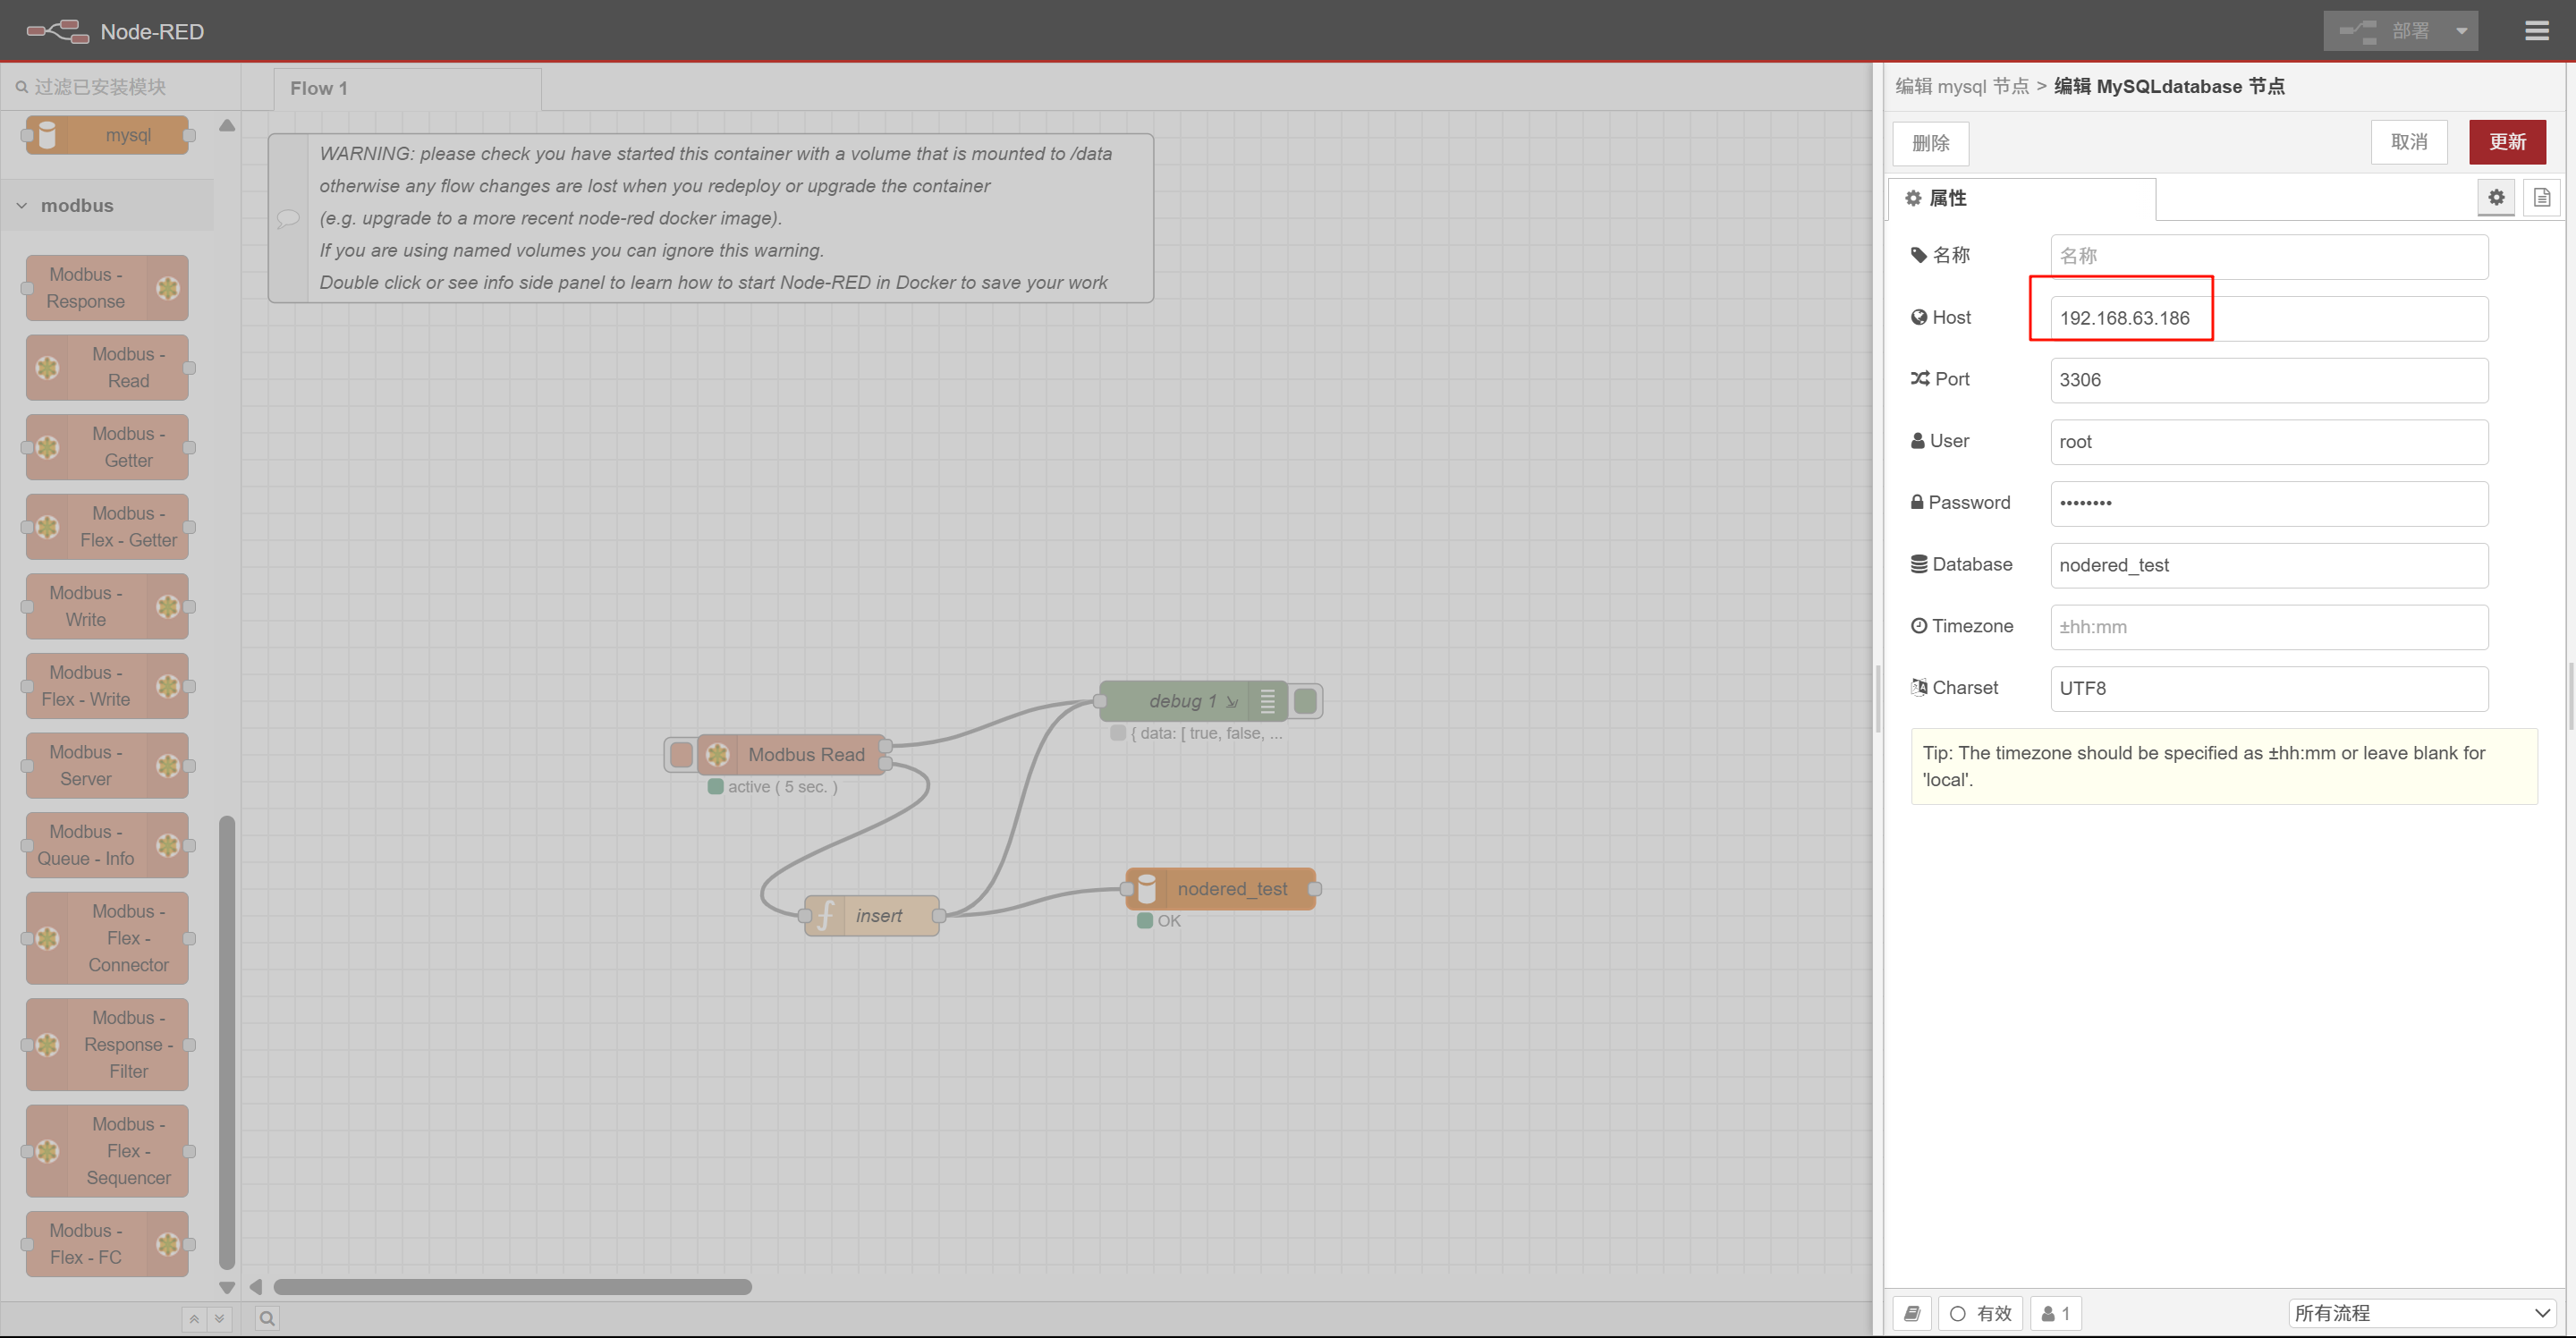 Node-RED
部署
过滤已安装模块
mysql
modbus
Modbus -
Response
Modbus -
Read
Modbus -
Getter
Modbus -
Flex - Getter
Modbus -
Write
Modbus -
Flex - Write
Modbus -
Server
Modbus -
Queue - Info
Modbus -
Flex -
Connector
Modbus -
Response -
Filter
Modbus -
Flex -
Sequencer
Modbus -
Flex - FC
Flow 1
WARNING: please check you have started this container with a volume that is mounted to /data
otherwise any flow changes are lost when you redeploy or upgrade the container
(e.g. upgrade to a more recent node-red docker image).
If you are using named volumes you can ignore this warning.
Double click or see info side panel to learn how to start Node-RED in Docker to save your work
debug 1
{ data: [ true, false, ...
Modbus Read
active ( 5 sec. )
insert
nodered_test
OK
编辑 mysql 节点 > 编辑 MySQLdatabase 节点
删除
取消
更新
属性
名称
名称
Host
192.168.63.186
Port
3306
User
root
Password
••••••••
Database
nodered_test
Timezone
±hh:mm
Charset
UTF8
Tip: The timezone should be specified as ±hh:mm or leave blank for
'local'.
有效
1
所有流程